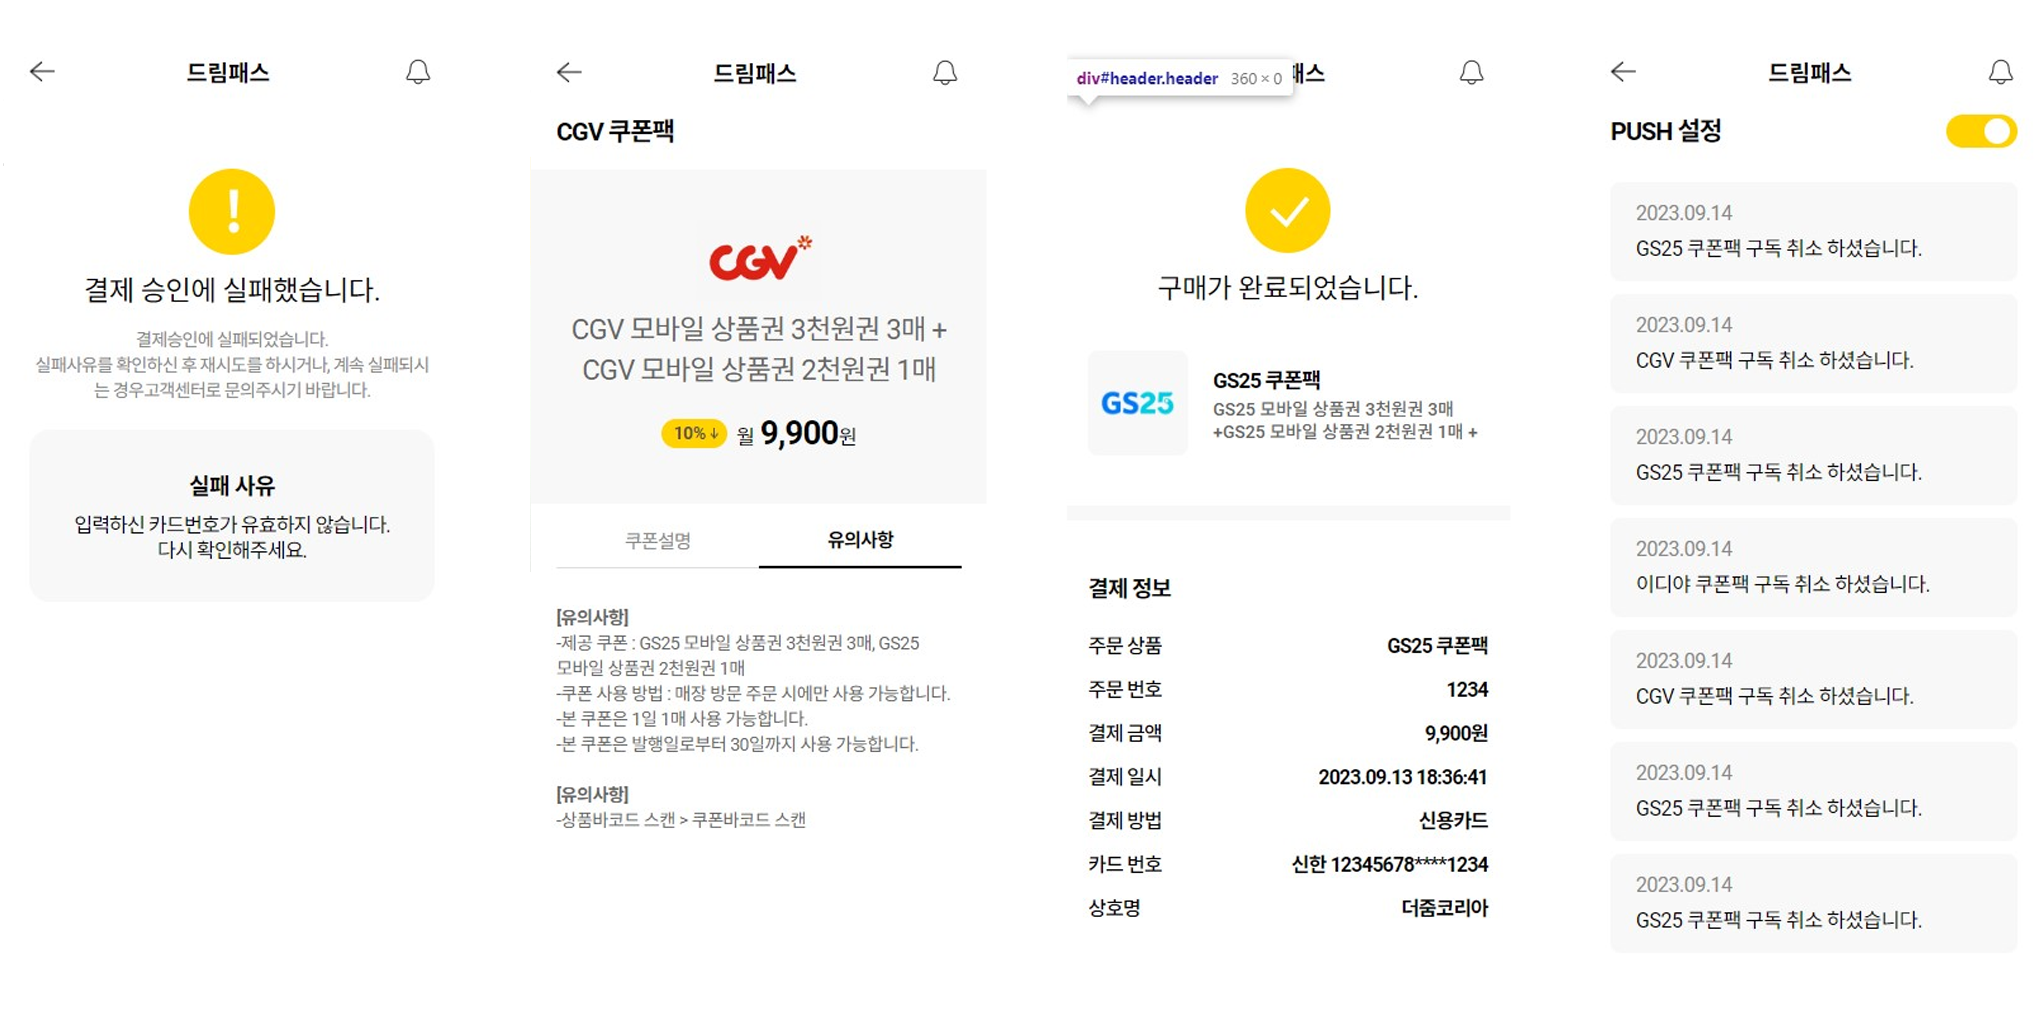 드림패스
!
결제 승인에 실패했습니다.
결제승인에 실패되었습니다.
실패사유를 확인하신 후 재시도를 하시거나, 계속 실패되시
는 경우고객센터로 문의주시기 바랍니다.
실패 사유
입력하신 카드번호가 유효하지 않습니다.
다시 확인해주세요.
드림패스
CGV 쿠폰팩
CGV
CGV 모바일 상품권 3천원권 3매 +
CGV 모바일 상품권 2천원권 1매
10%↓ 월 9,900원
쿠폰설명 유의사항
[유의사항]
-제공 쿠폰 : GS25 모바일 상품권 3천원권 3매, GS25
모바일 상품권 2천원권 1매
-쿠폰 사용 방법 : 매장 방문 주문 시에만 사용 가능합니다.
-본 쿠폰은 1일 1매 사용 가능합니다.
-본 쿠폰은 발행일로부터 30일까지 사용 가능합니다.
[유의사항]
-상품바코드 스캔 > 쿠폰바코드 스캔
div#header.header 360 × 0 패스
구매가 완료되었습니다.
GS25
GS25 쿠폰팩
GS25 모바일 상품권 3천원권 3매
+GS25 모바일 상품권 2천원권 1매 +
결제 정보
주문 상품 GS25 쿠폰팩
주문 번호 1234
결제 금액 9,900원
결제 일시 2023.09.13 18:36:41
결제 방법 신용카드
카드 번호 신한 12345678****1234
상호명 더줌코리아
드림패스
PUSH 설정
2023.09.14
GS25 쿠폰팩 구독 취소 하셨습니다.
2023.09.14
CGV 쿠폰팩 구독 취소 하셨습니다.
2023.09.14
GS25 쿠폰팩 구독 취소 하셨습니다.
2023.09.14
이디야 쿠폰팩 구독 취소 하셨습니다.
2023.09.14
CGV 쿠폰팩 구독 취소 하셨습니다.
2023.09.14
GS25 쿠폰팩 구독 취소 하셨습니다.
2023.09.14
GS25 쿠폰팩 구독 취소 하셨습니다.